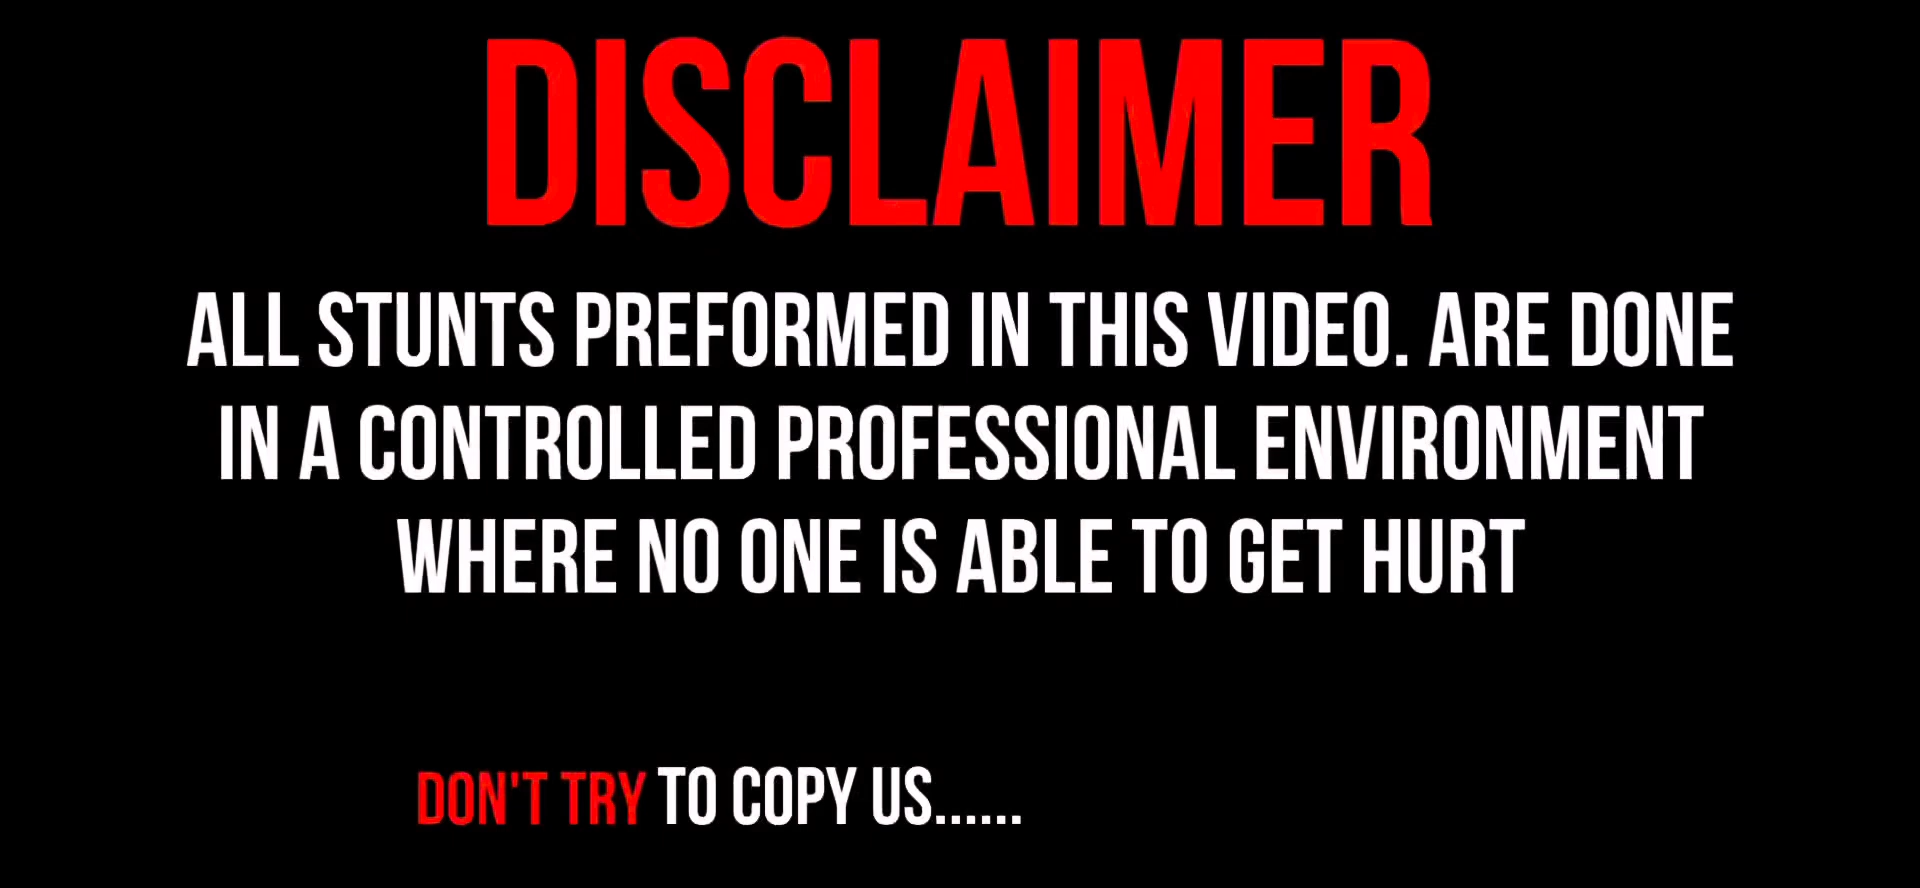 DISCLAIMER
ALL STUNTS PREFORMED IN THIS VIDEO. ARE DONE
IN A CONTROLLED PROFESSIONAL ENVIRONMENT
WHERE NO ONE IS ABLE TO GET HURT
DON'T TRY TO COPY US......